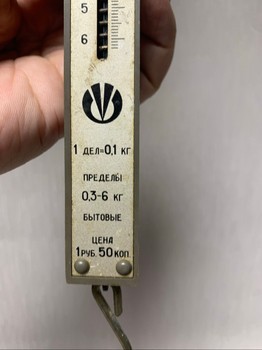 5
6
1 ДЕЛ=0,1 КГ
ПРЕДЕЛЫ
0,3-6 КГ
БЫТОВЫЕ
ЦЕНА
1 РУБ. 50 КОП.